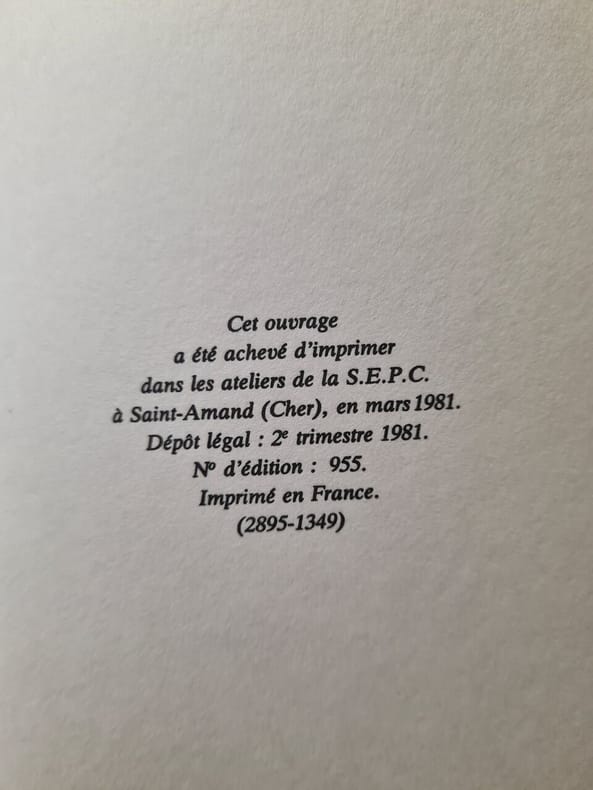 Cet ouvrage
a été achevé d'imprimer
dans les ateliers de la S.E.P.C.
à Saint-Amand (Cher), en mars 1981.
Dépôt légal : 2e trimestre 1981.
No d'édition : 955.
Imprimé en France.
(2895-1349)